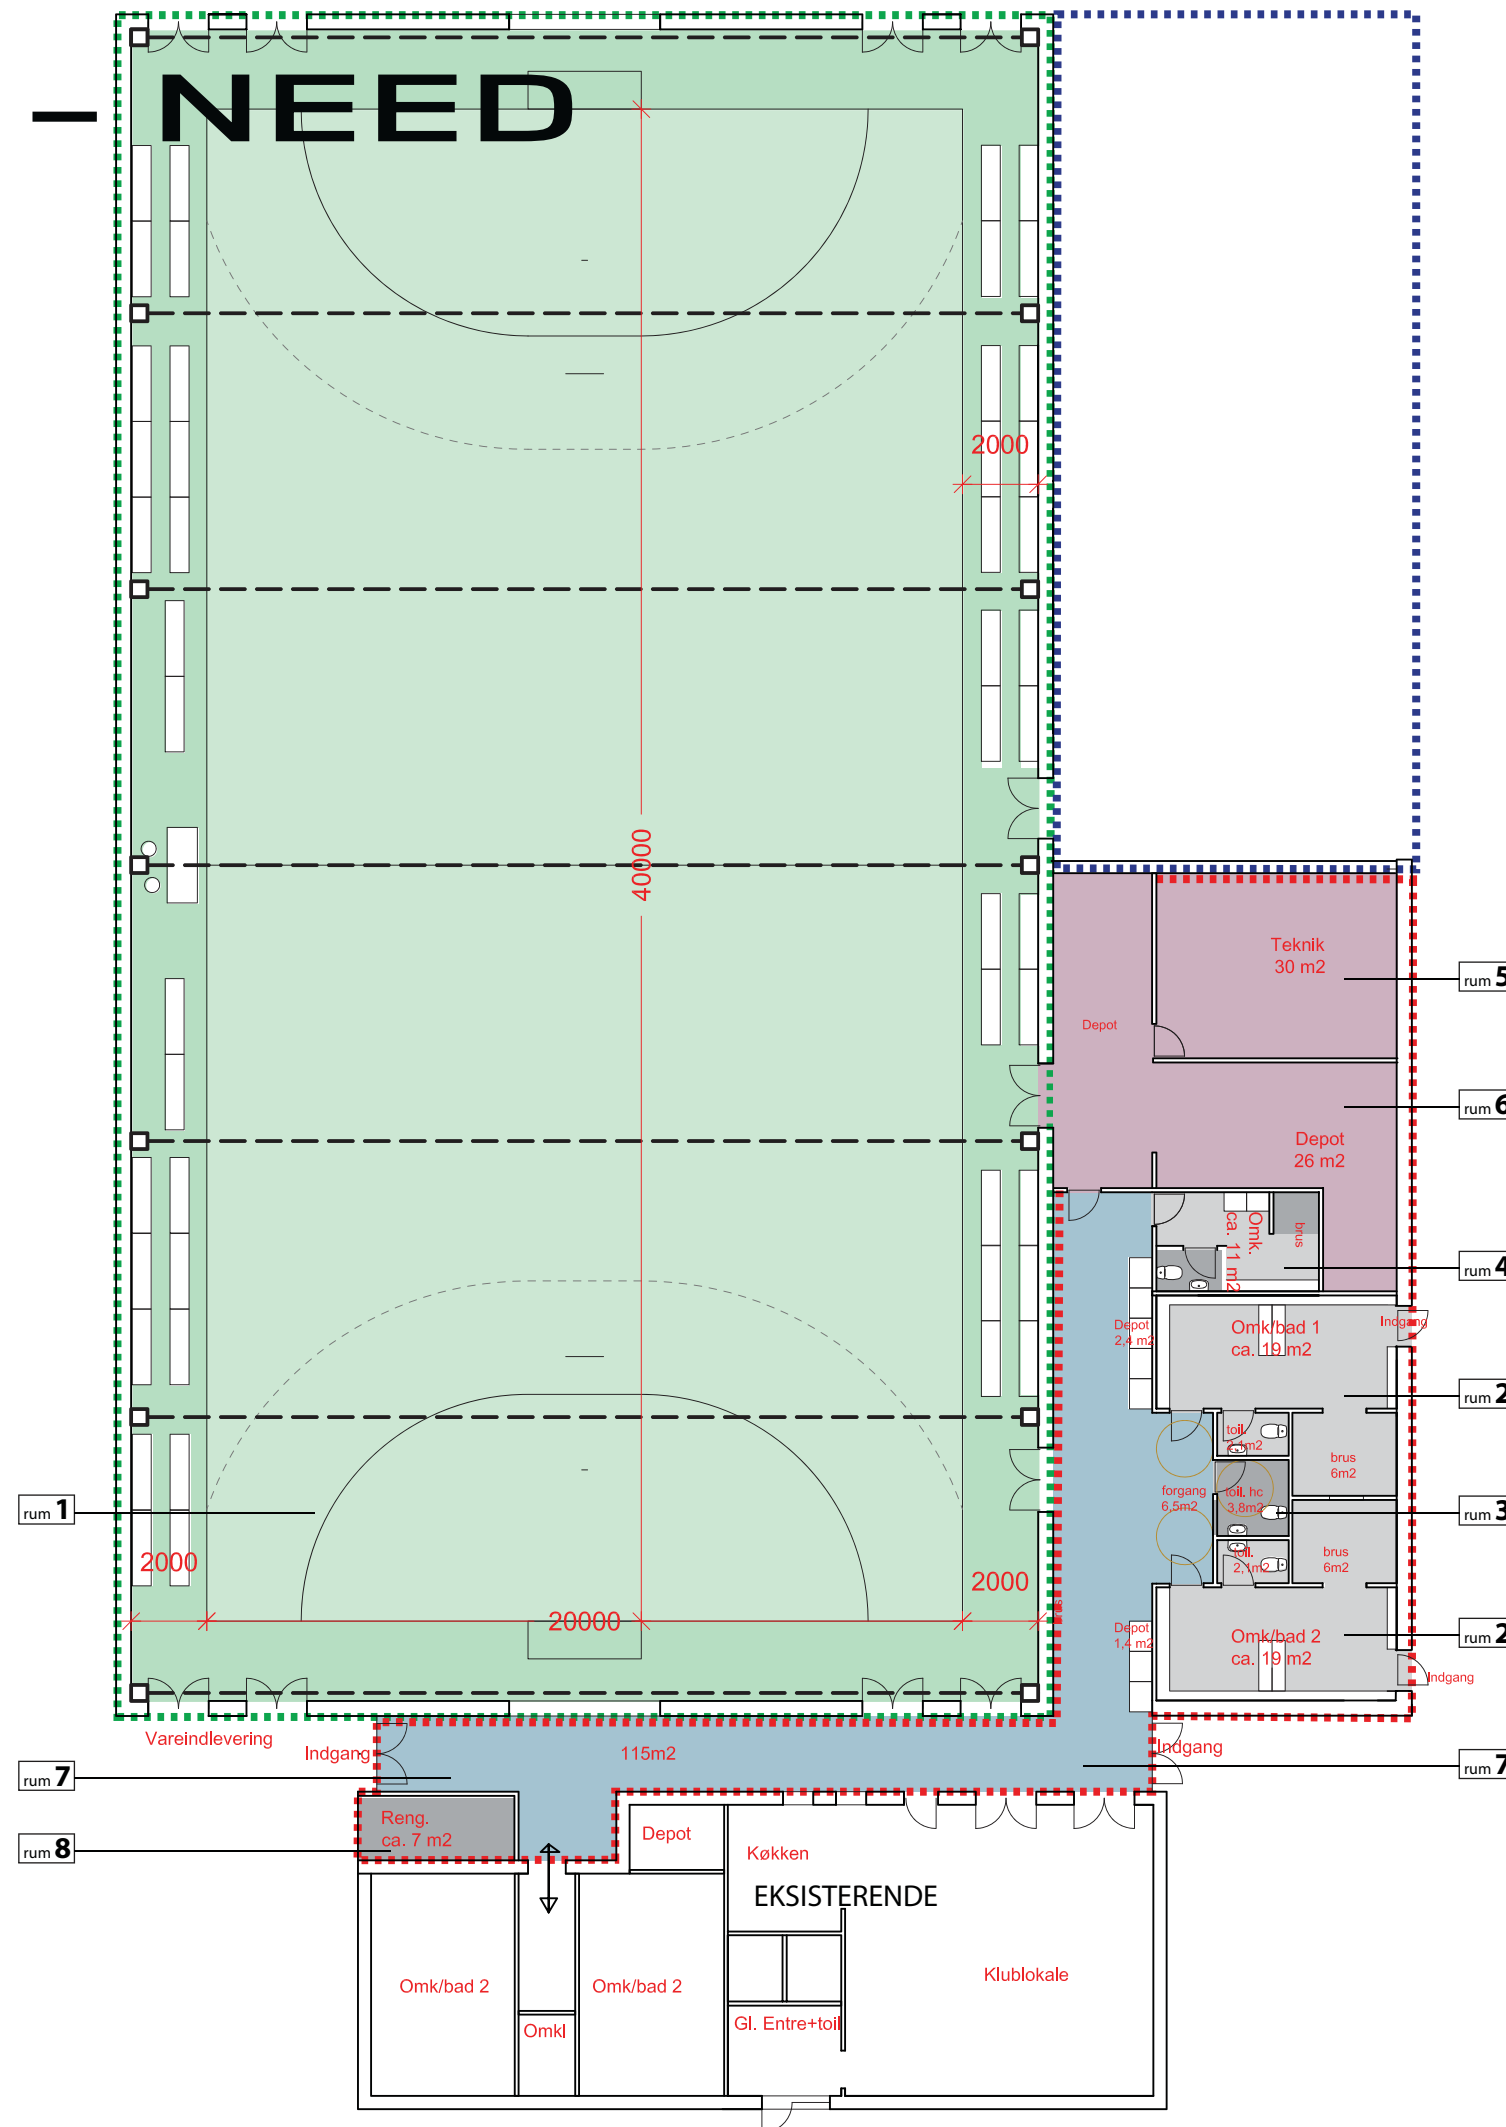 – NEED
2000
40000
Teknik
30 m2
rum 5
Depot
rum 6
Depot
26 m2
Omk.
ca. 11 m2
brus
rum 4
Depot
2,4 m2
Omk/bad 1
ca. 19 m2
Indgang
rum 2
toil.
2,1m2
brus
6m2
forgang
6,5m2
toil. hc
3,8m2
rum 3
rum 1
2000
2000
toil.
2,1m2
brus
6m2
20000
brus
Depot
1,4 m2
Omk/bad 2
ca. 19 m2
rum 2
Indgang
Vareindlevering
Indgang
115m2
Indgang
rum 7
rum 7
Reng.
ca. 7 m2
rum 8
Depot
Køkken
EKSISTERENDE
Omk/bad 2
Omk/bad 2
Klublokale
Omkl
Gl. Entre+toil